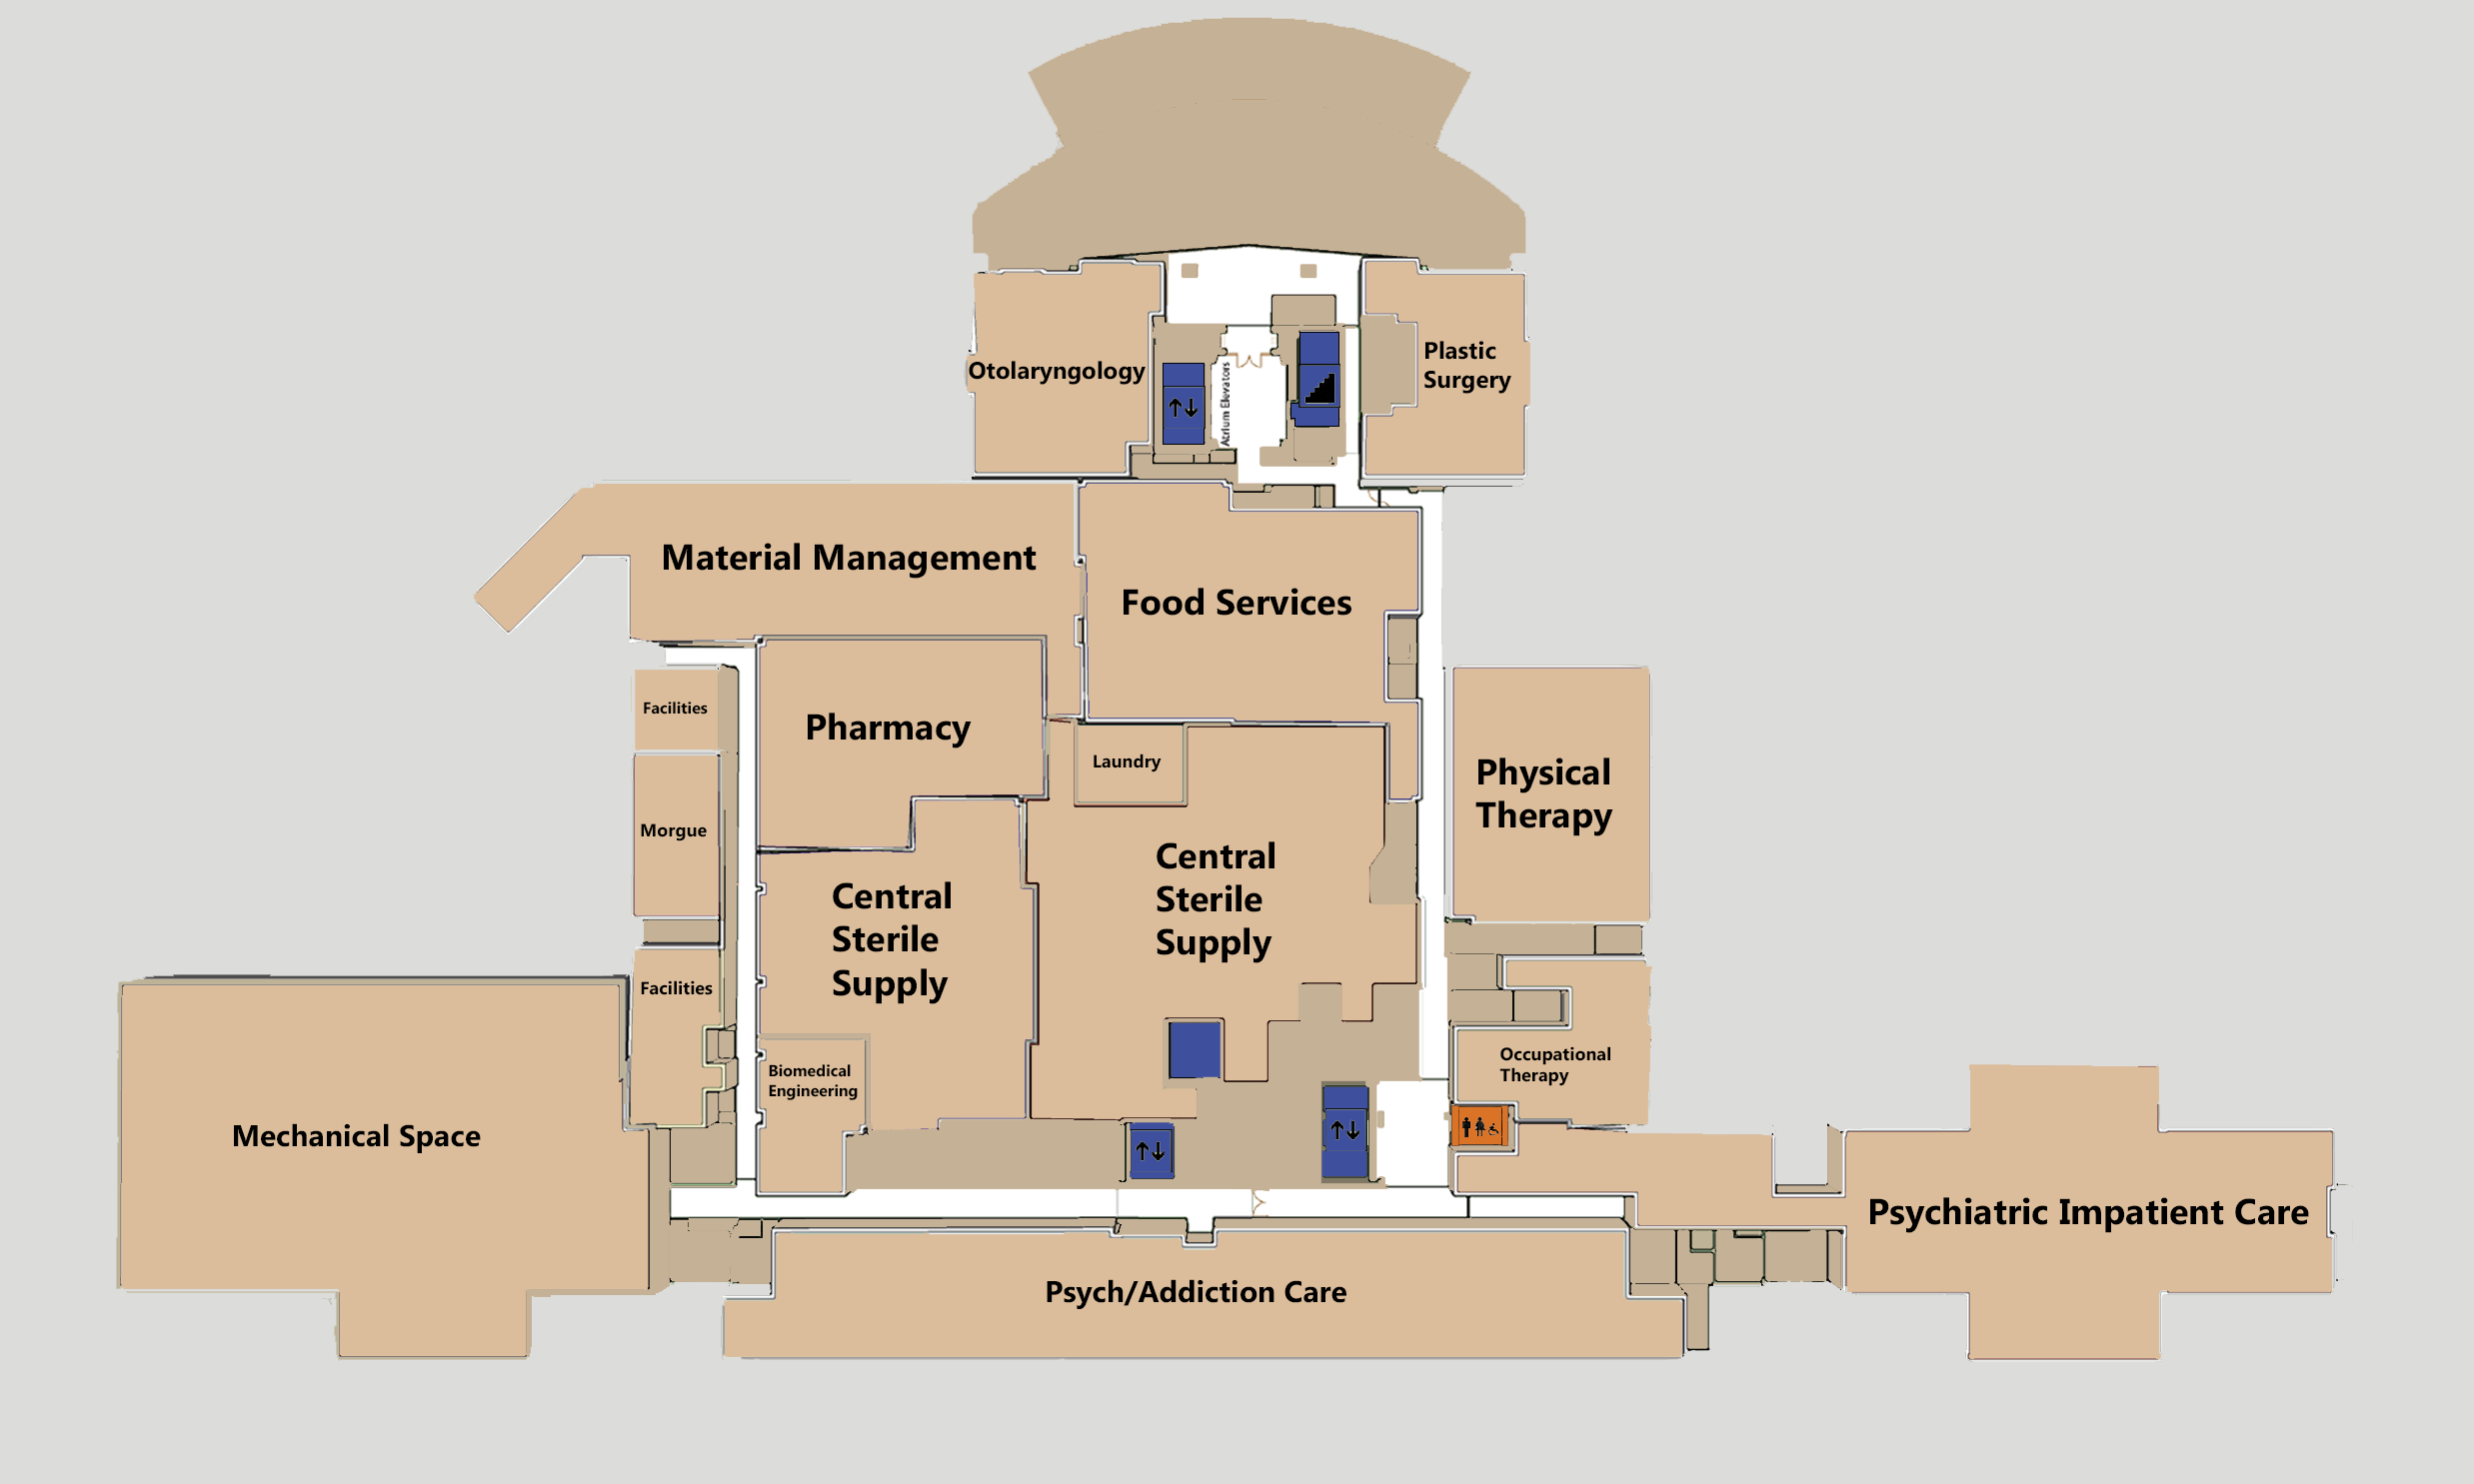 Otolaryngology
Atrium Elevators
Plastic
Surgery
Material Management
Food Services
Facilities
Pharmacy
Laundry
Physical
Therapy
Morgue
Central
Sterile
Supply
Central
Sterile
Supply
Facilities
Biomedical
Engineering
Occupational
Therapy
Mechanical Space
Psychiatric Impatient Care
Psych/Addiction Care